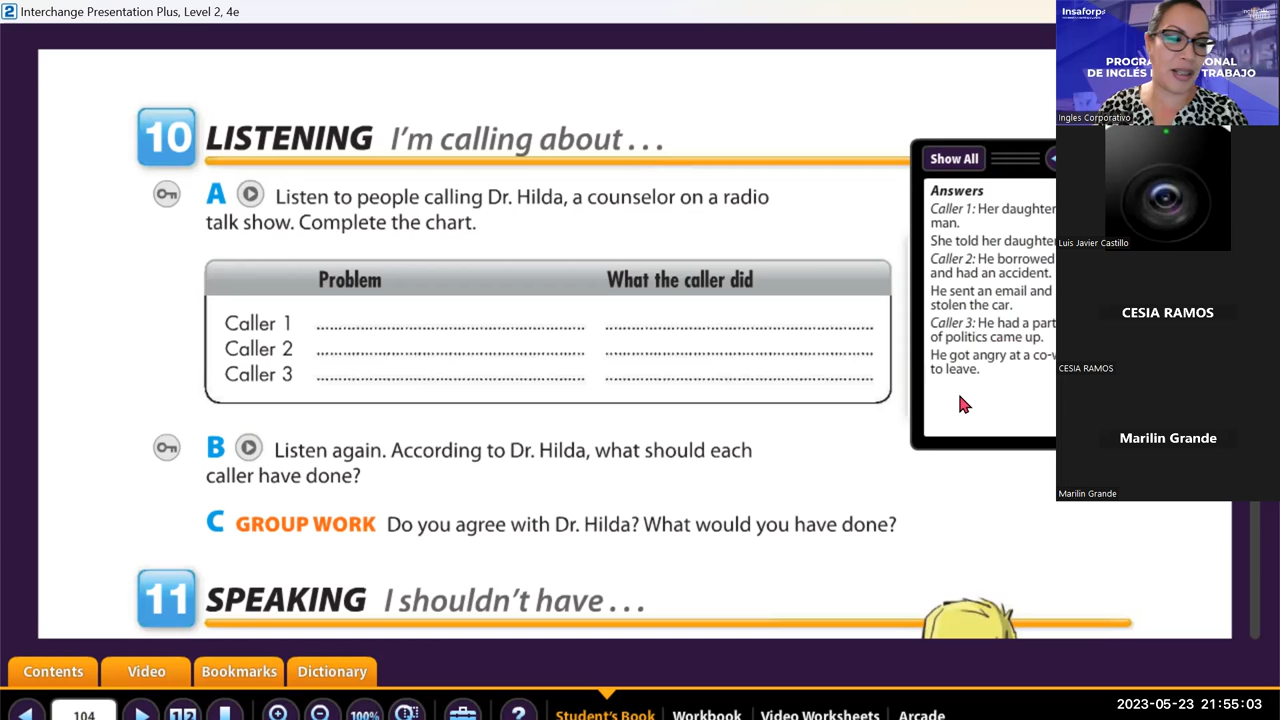 Interchange Presentation Plus, Level 2, 4e
Insaforp
PROGR
ONAL
DE INGLÉS
TRABAJO
Ingles Corporativo
10 LISTENING I'm calling about . . .
A Listen to people calling Dr. Hilda, a counselor on a radio
talk show. Complete the chart.
Problem What the caller did
Caller 1
Caller 2
Caller 3
Show All
Answers
Caller 1: Her daughter
man.
She told her daughte
Caller 2: He borrowed
and had an accident.
He sent an email and
stolen the car.
Caller 3: He had a part
of politics came up.
He got angry at a co-w
to leave.
Luis Javier Castillo
CESIA RAMOS
CESIA RAMOS
Marilin Grande
Marilin Grande
B Listen again. According to Dr. Hilda, what should each
caller have done?
C GROUP WORK Do you agree with Dr. Hilda? What would you have done?
11 SPEAKING I shouldn't have . . .
Contents Video Bookmarks Dictionary
104 100% ? Student's Book Workbook Video Worksheets Arcade
2023-05-23 21:55:03